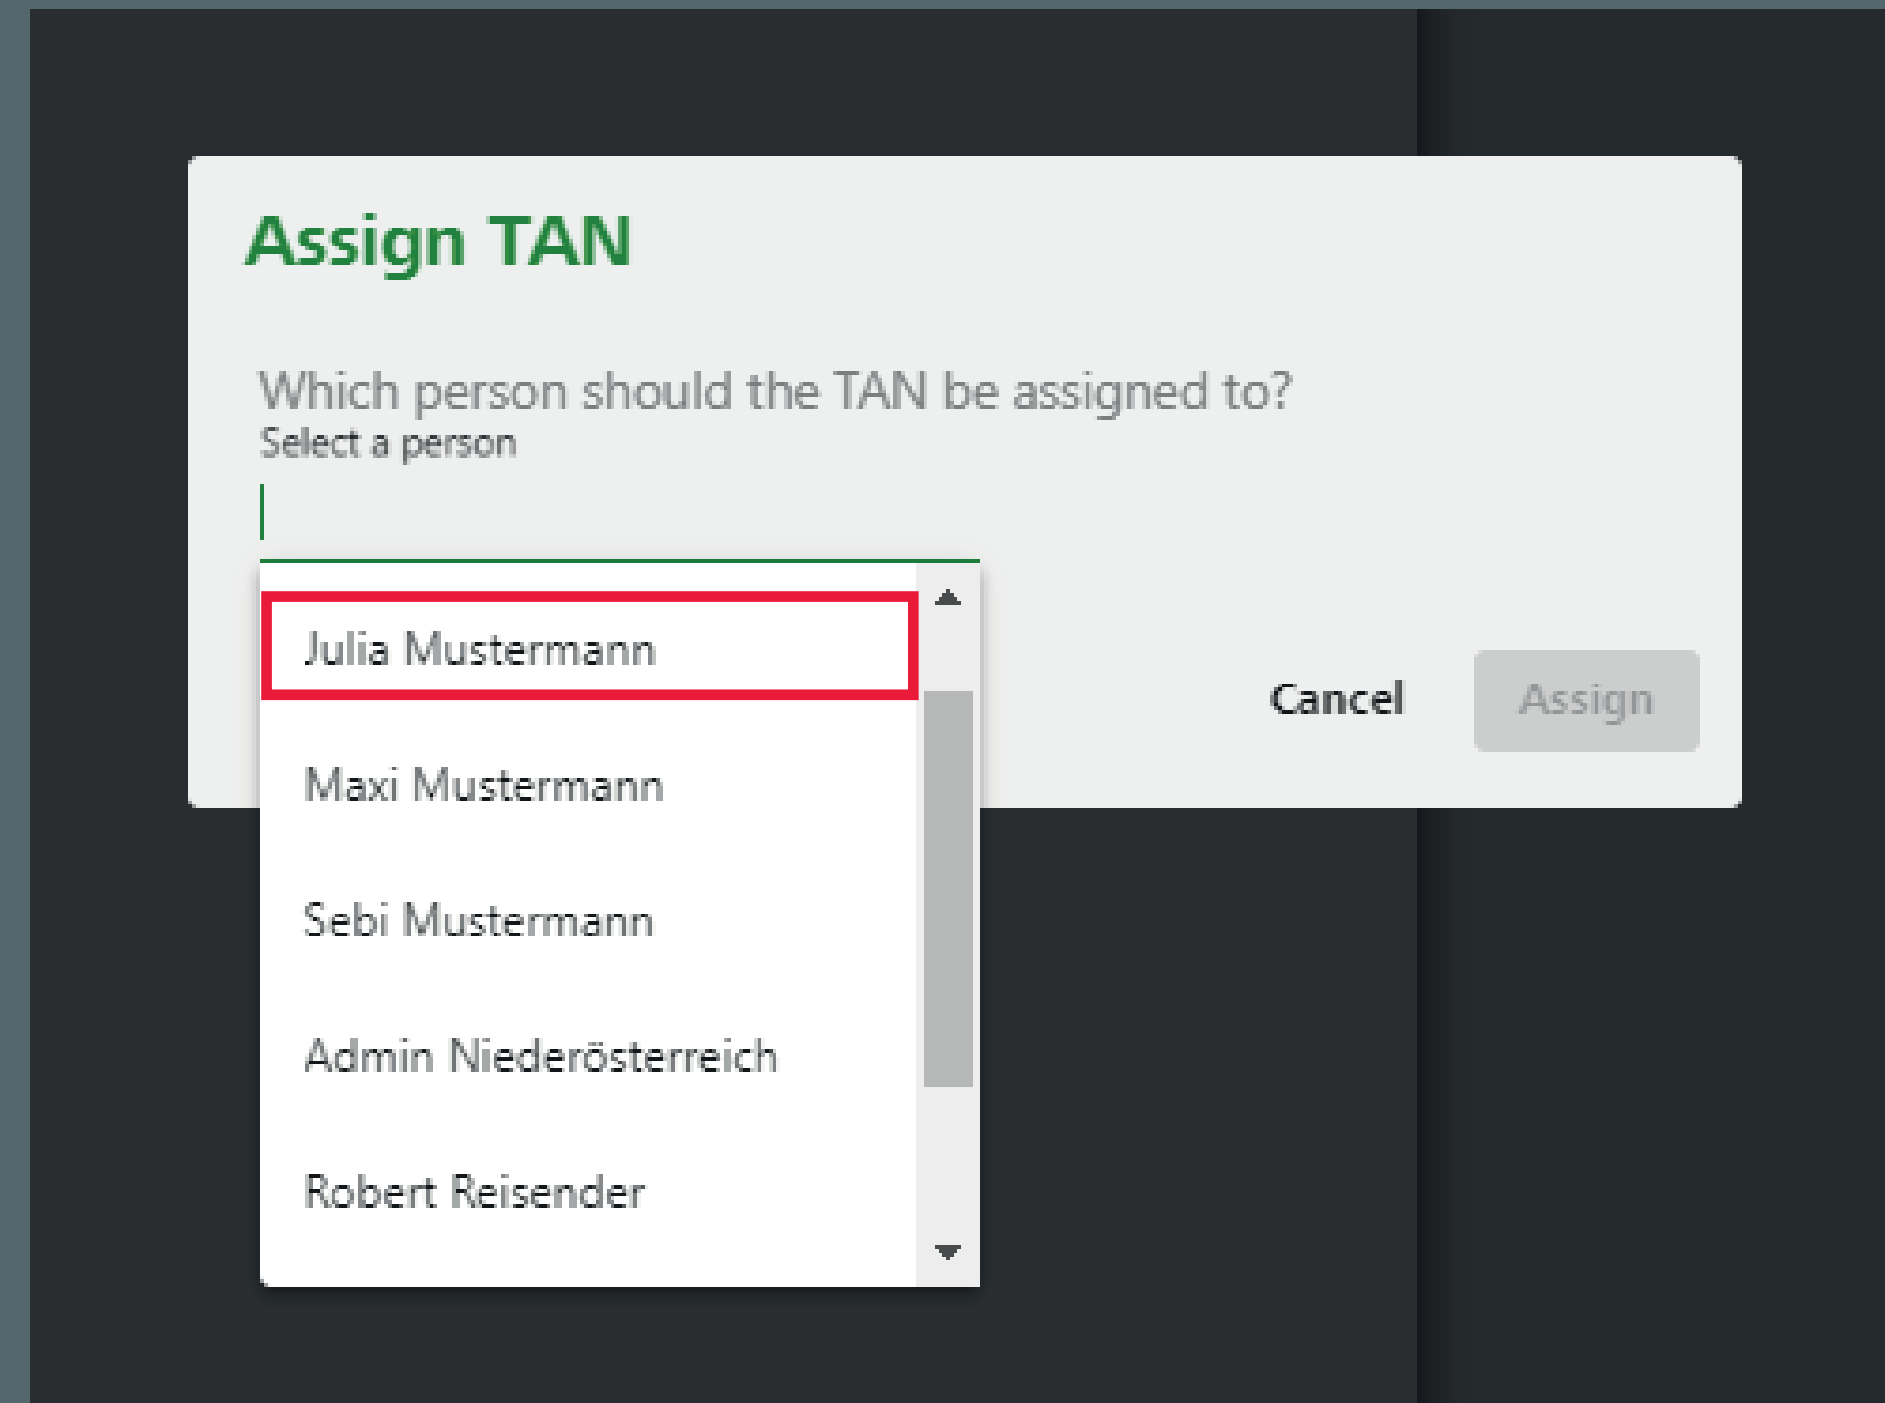 Assign TAN
Which person should the TAN be assigned to?
Select a person
Julia Mustermann
Maxi Mustermann
Sebi Mustermann
Admin Niederösterreich
Robert Reisender
Cancel
Assign